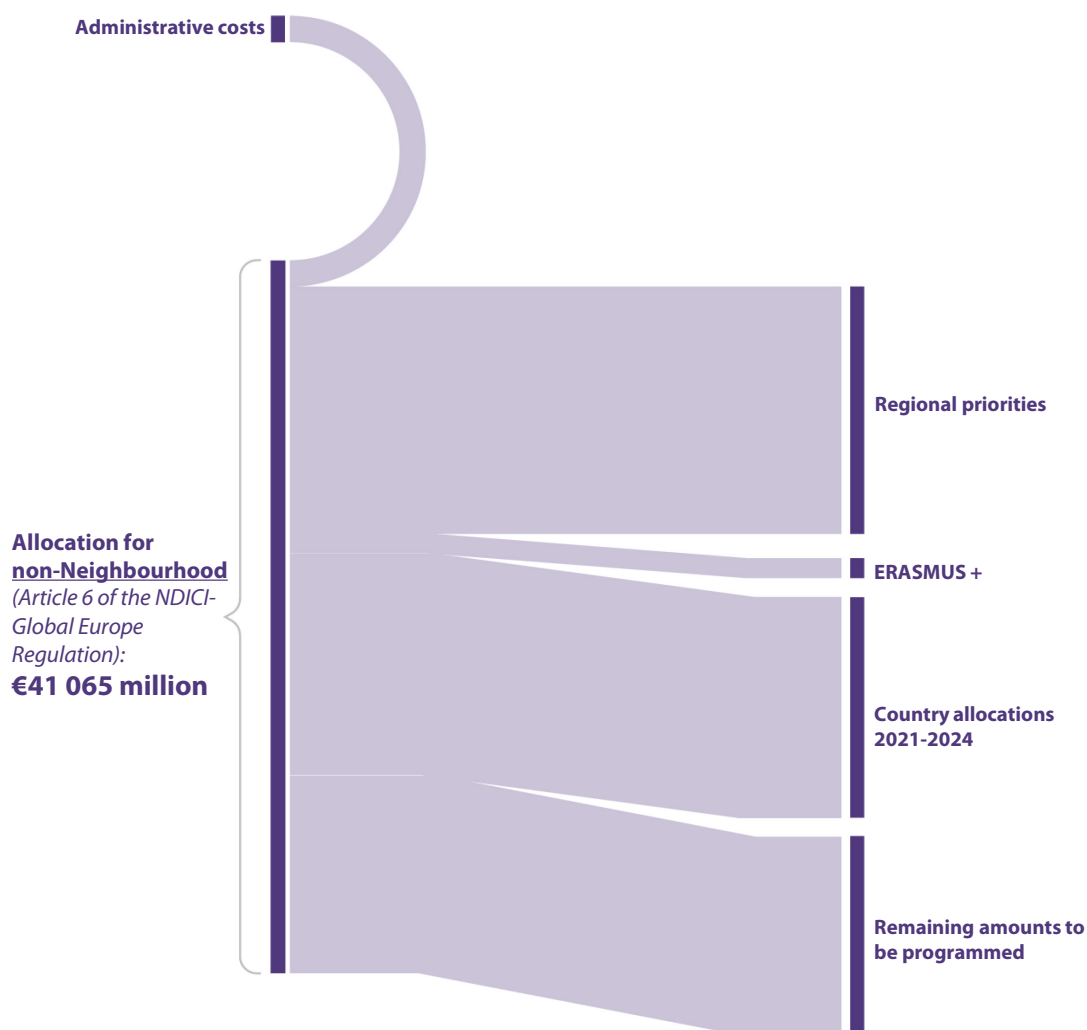 Administrative costs
Regional priorities
Allocation for
non-Neighbourhood
(Article 6 of the NDICI-
Global Europe
Regulation):
€41 065 million
ERASMUS +
Country allocations
2021-2024
Remaining amounts to
be programmed